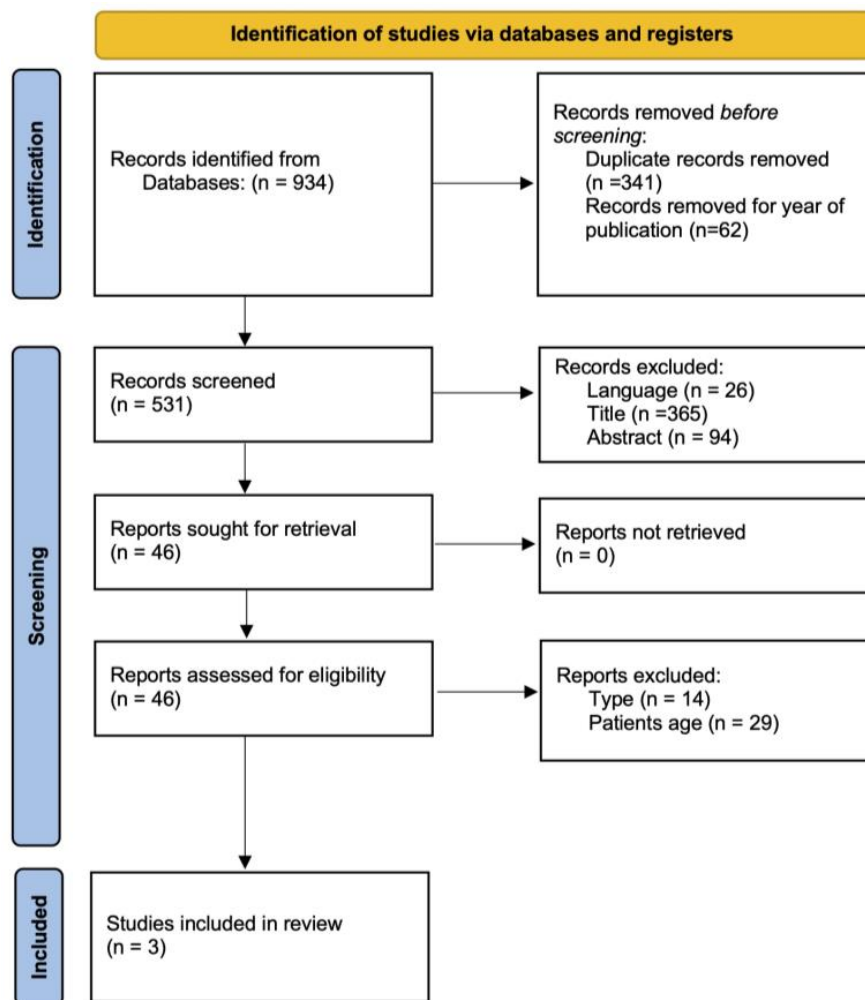 Identification of studies via databases and registers
Identification
Records identified from
Databases: (n = 934)
Records removed before
screening:
Duplicate records removed
(n =341)
Records removed for year of
publication (n=62)
Screening
Records screened
(n = 531)
Records excluded:
Language (n = 26)
Title (n =365)
Abstract (n = 94)
Reports sought for retrieval
(n = 46)
Reports not retrieved
(n = 0)
Reports assessed for eligibility
(n = 46)
Reports excluded:
Type (n = 14)
Patients age (n = 29)
Included
Studies included in review
(n = 3)